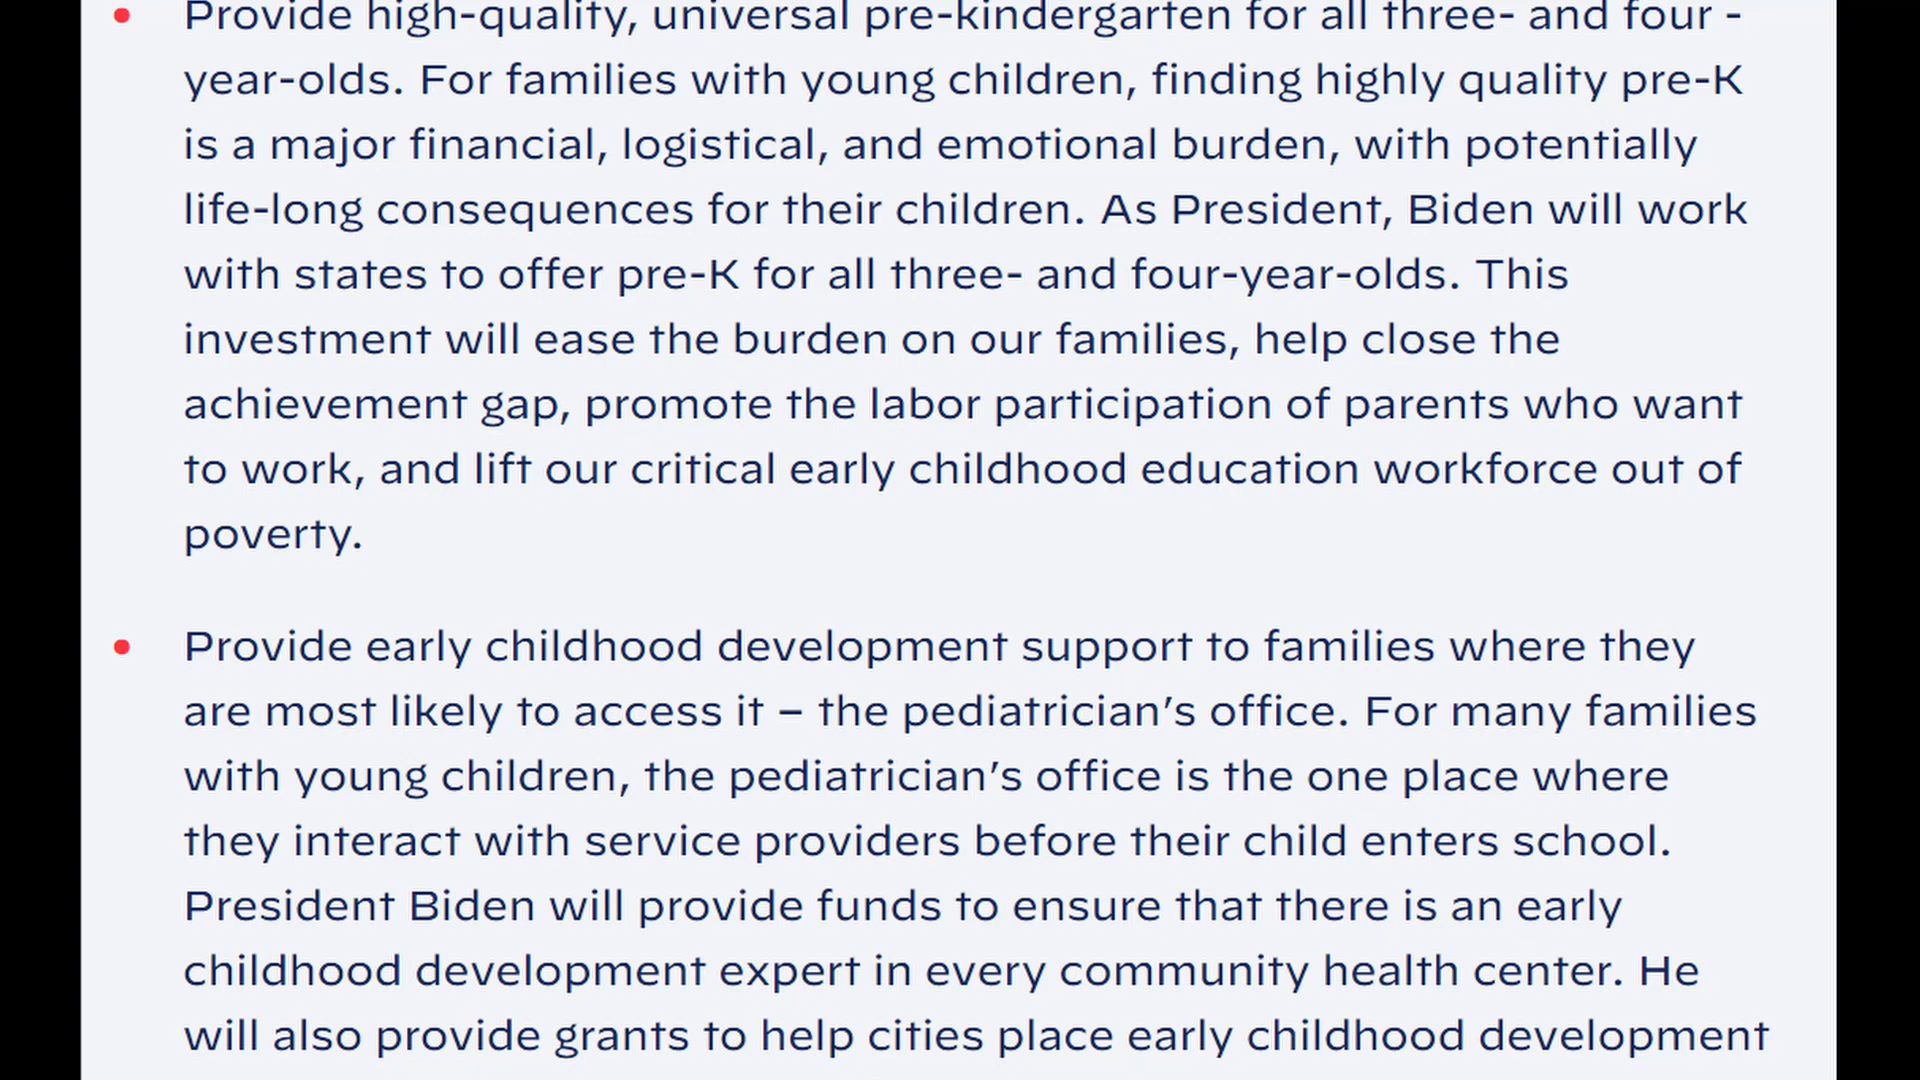 Provide high-quality, universal pre-kindergarten for all three- and four -
year-olds. For families with young children, finding highly quality pre-K
is a major financial, logistical, and emotional burden, with potentially
life-long consequences for their children. As President, Biden will work
with states to offer pre-K for all three- and four-year-olds. This
investment will ease the burden on our families, help close the
achievement gap, promote the labor participation of parents who want
to work, and lift our critical early childhood education workforce out of
poverty.
Provide early childhood development support to families where they
are most likely to access it – the pediatrician’s office. For many families
with young children, the pediatrician’s office is the one place where
they interact with service providers before their child enters school.
President Biden will provide funds to ensure that there is an early
childhood development expert in every community health center. He
will also provide grants to help cities place early childhood development